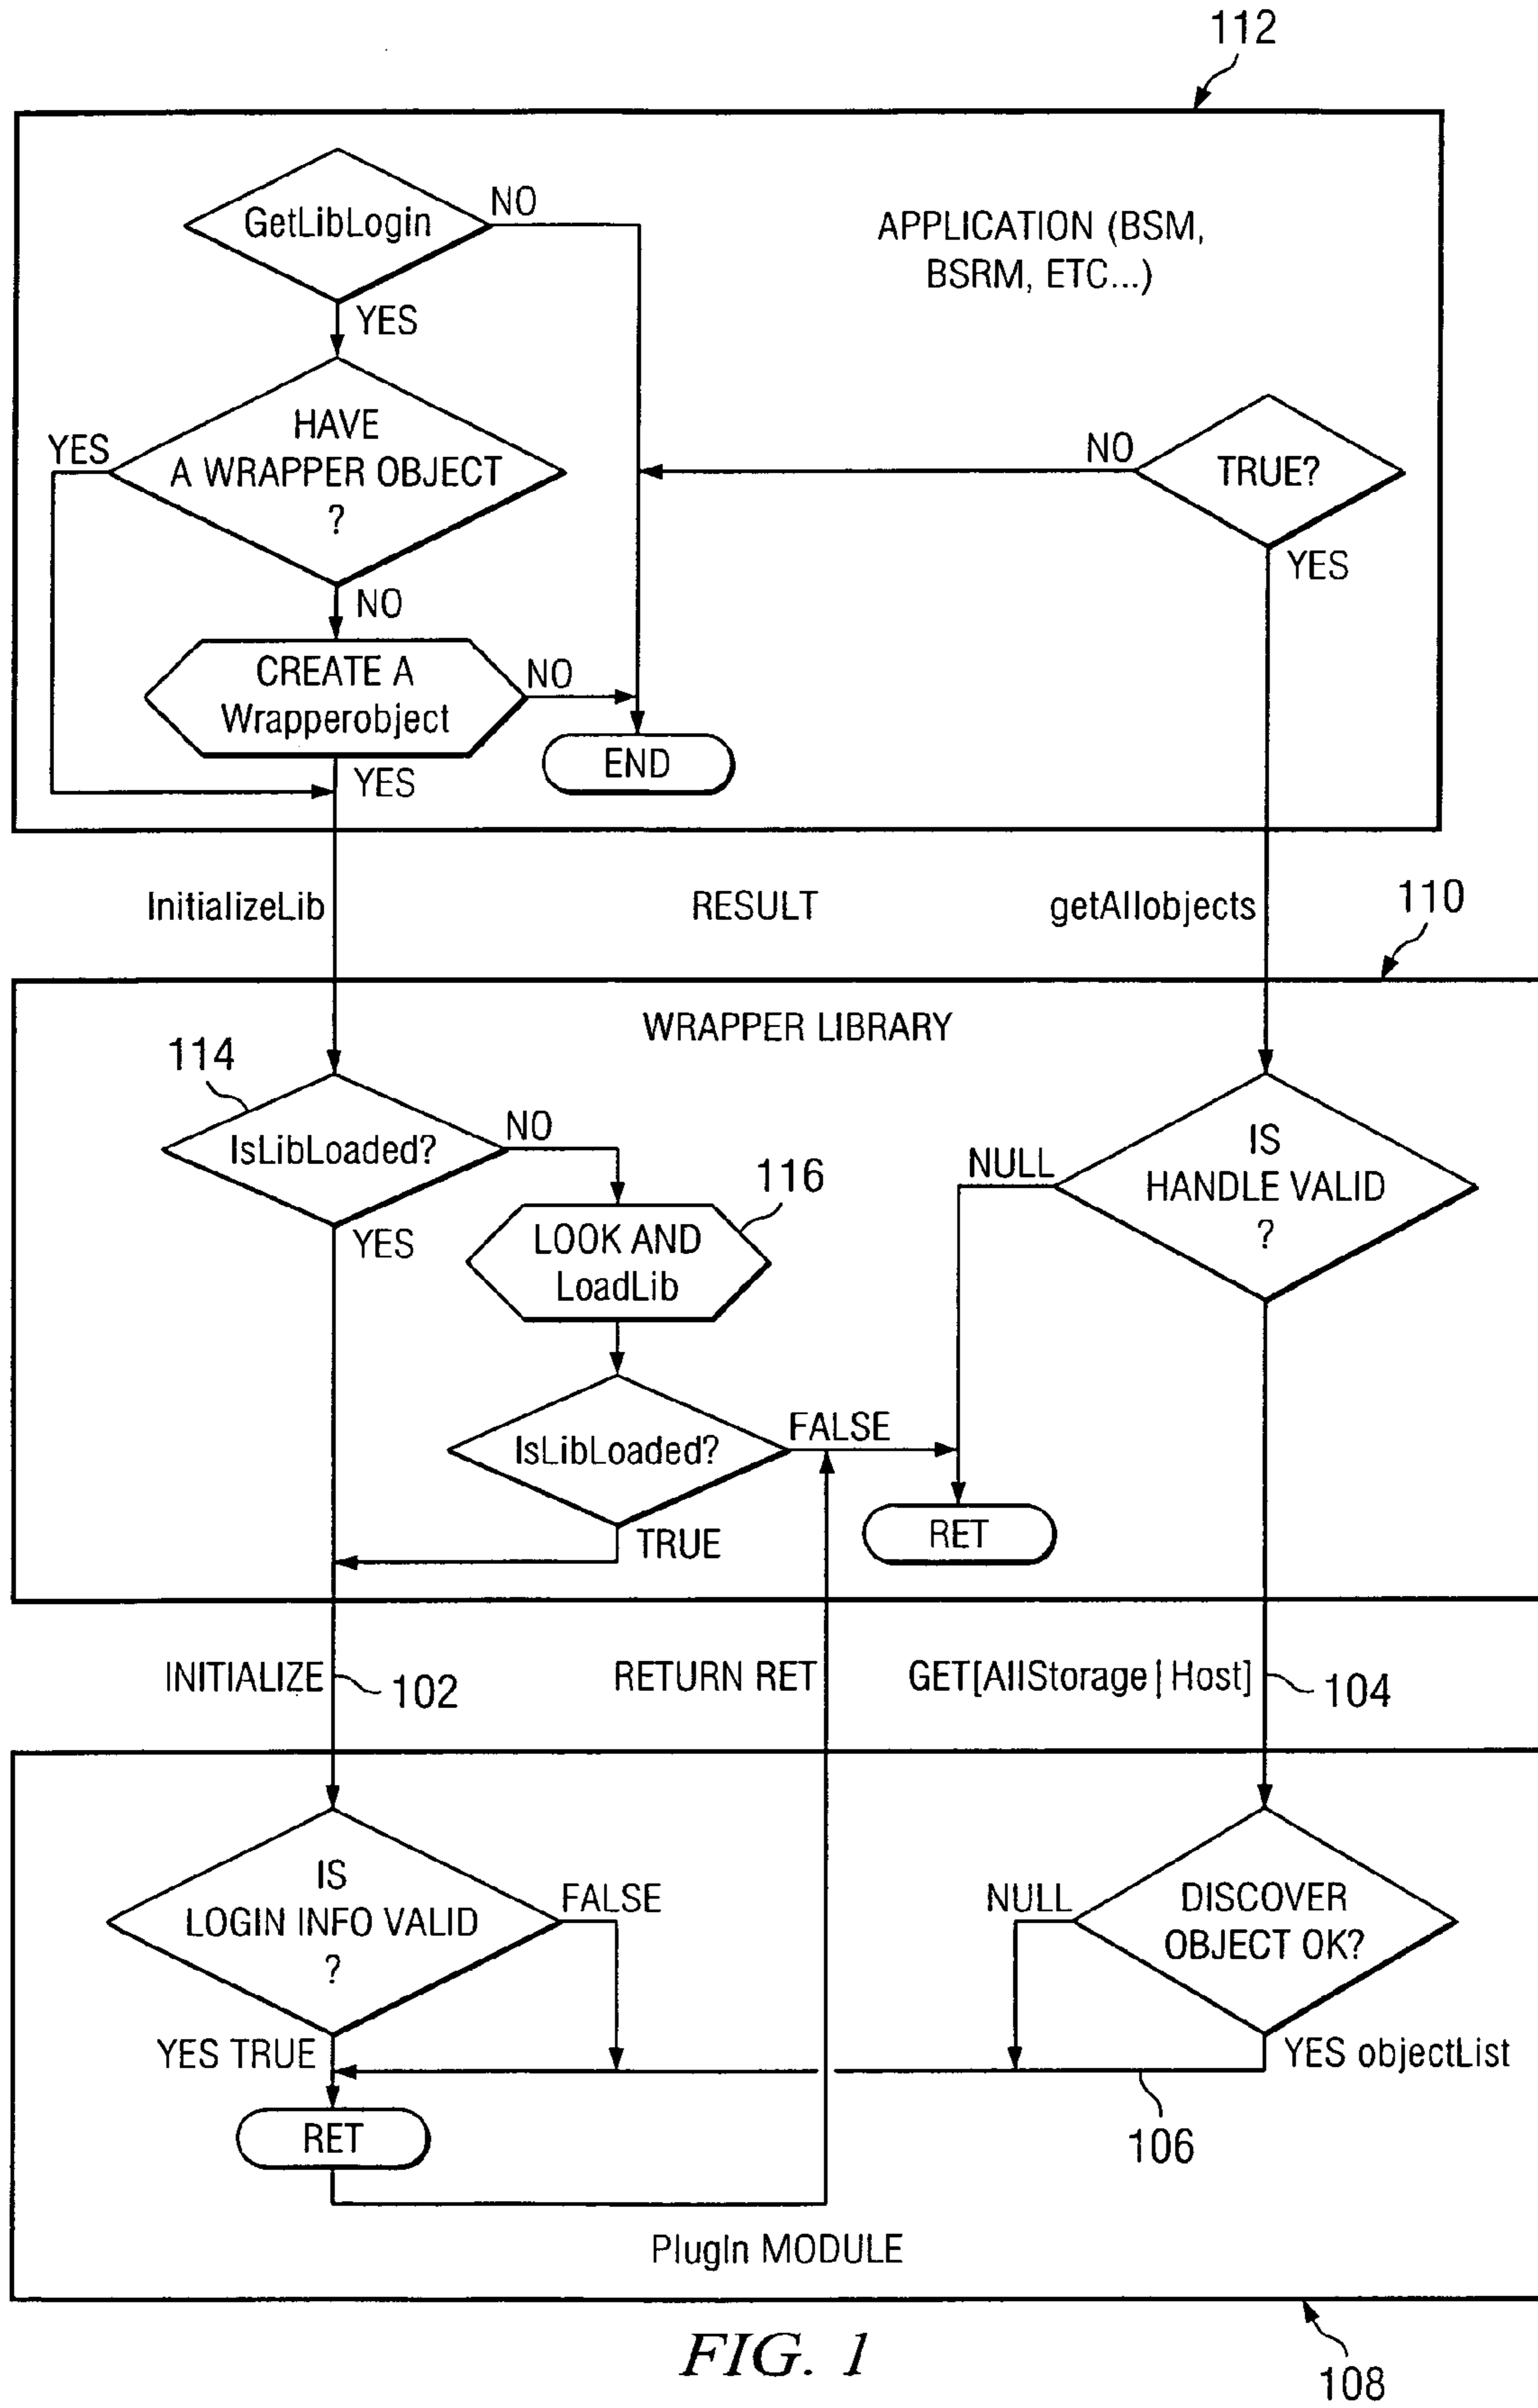 112
GetLibLogin
NO
APPLICATION (BSM,
BSRM, ETC...)
YES
HAVE
A WRAPPER OBJECT
?
YES
NO
TRUE?
NO
YES
CREATE A
Wrapperobject
NO
END
YES
InitializeLib
RESULT
getAllobjects
110
WRAPPER LIBRARY
114
IsLibLoaded?
NO
YES
116
LOOK AND
LoadLib
NULL
IS
HANDLE VALID
?
IsLibLoaded?
FALSE
TRUE
RET
INITIALIZE
102
RETURN RET
GET[AllStorage|Host]
104
IS
LOGIN INFO VALID
?
FALSE
NULL
DISCOVER
OBJECT OK?
YES TRUE
YES objectList
RET
106
PlugIn MODULE
FIG. 1
108